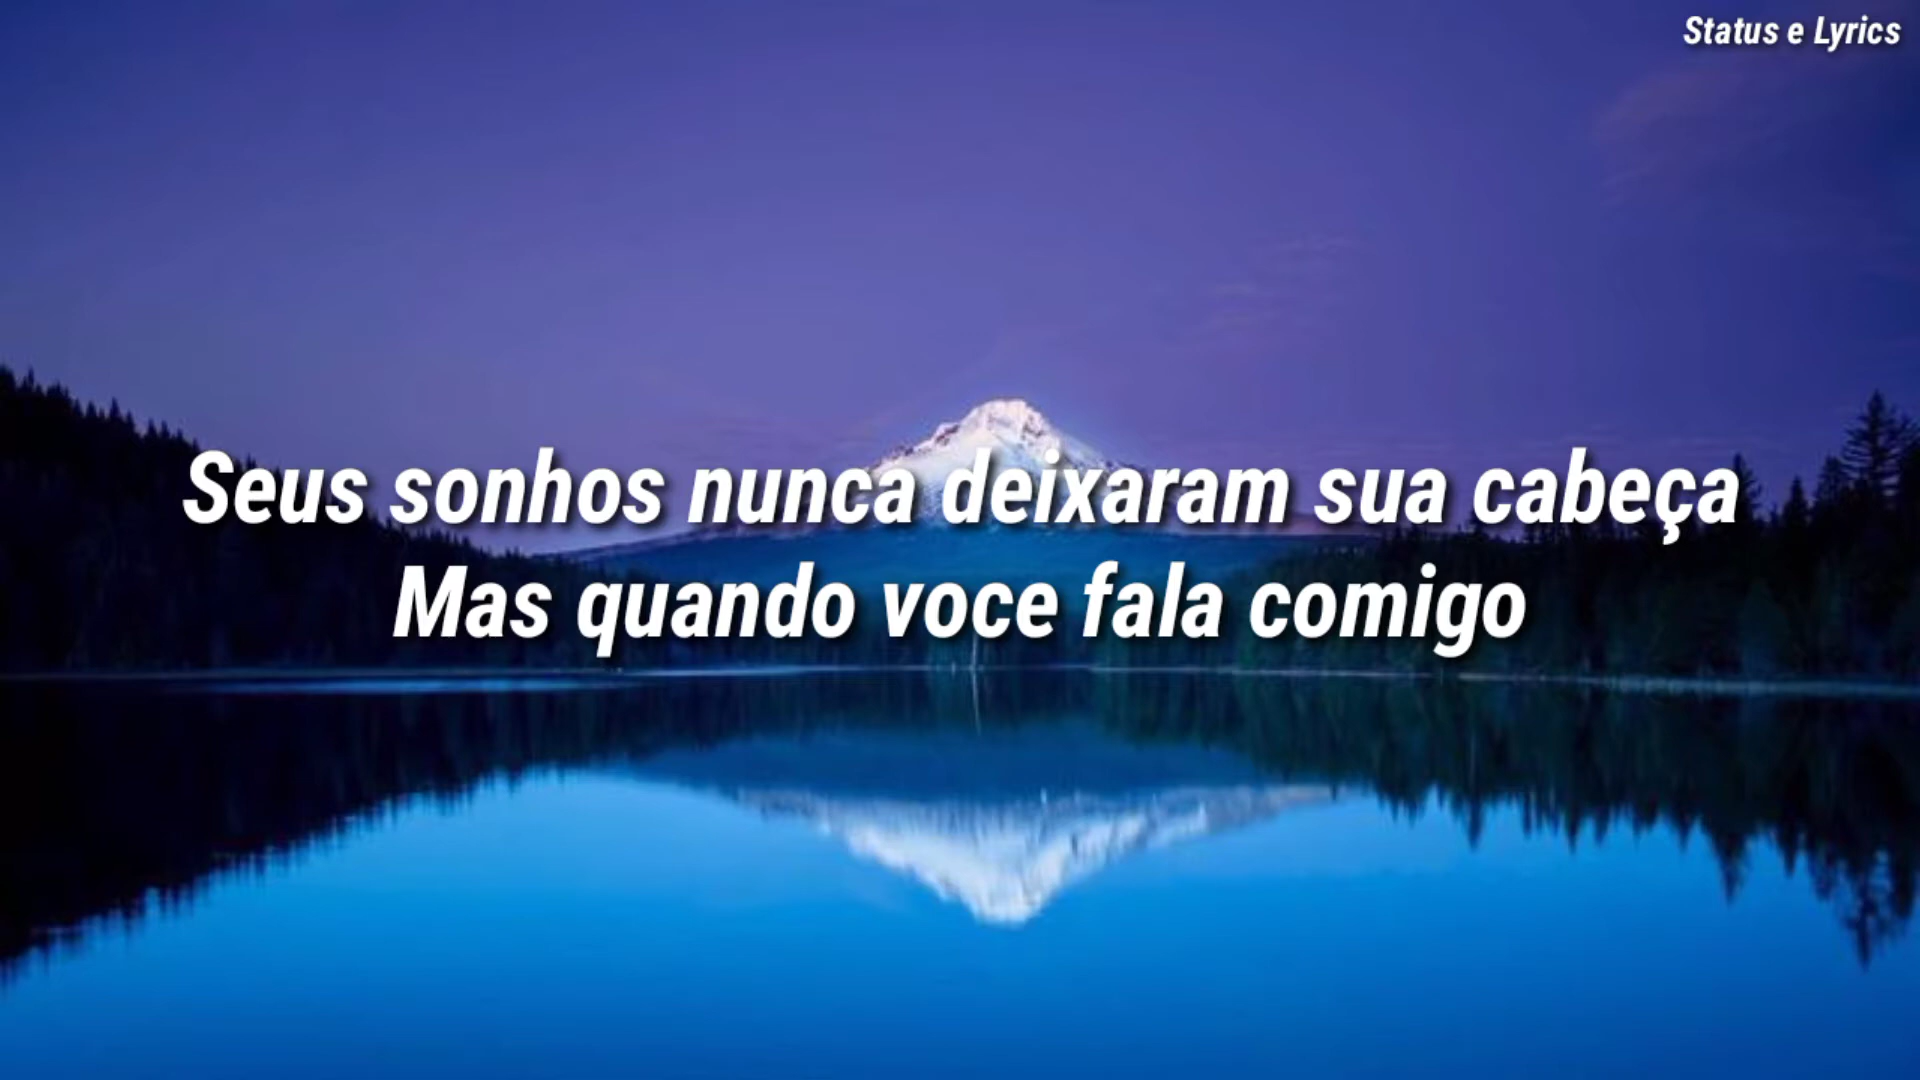 Status e Lyrics
Seus sonhos nunca deixaram sua cabeça
Mas quando voce fala comigo